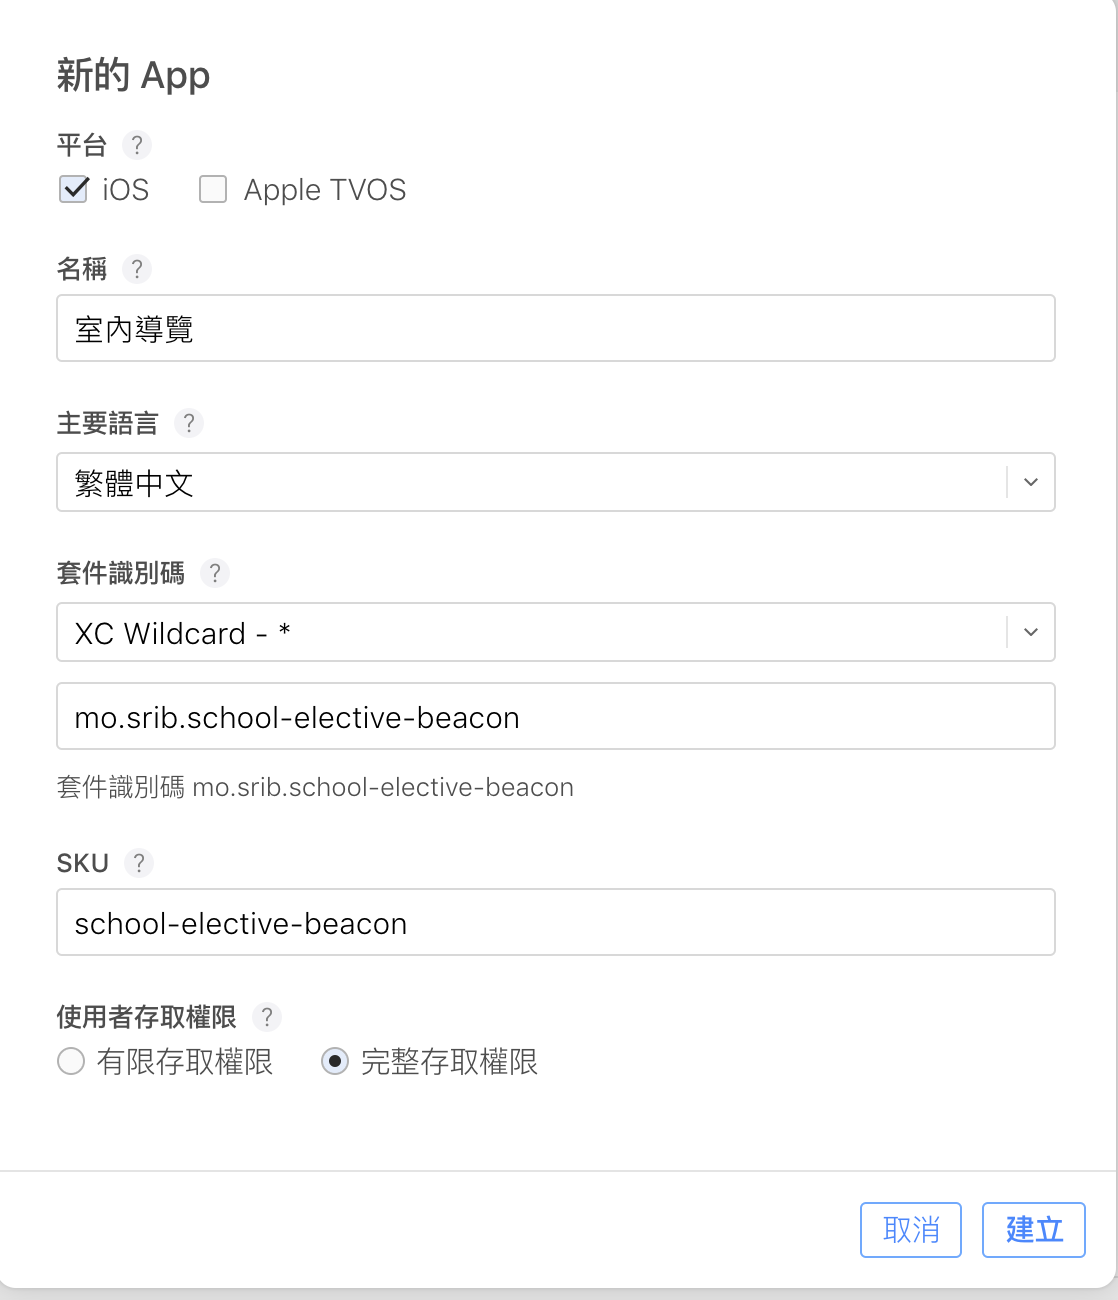 新的 App
平台 ?
iOS Apple TVOS
名稱 ?
室內導覽
主要語言 ?
繁體中文
套件識別碼 ?
XC Wildcard - *
mo.srib.school-elective-beacon
套件識別碼 mo.srib.school-elective-beacon
SKU ?
school-elective-beacon
使用者存取權限 ?
有限存取權限 完整存取權限
取消 建立